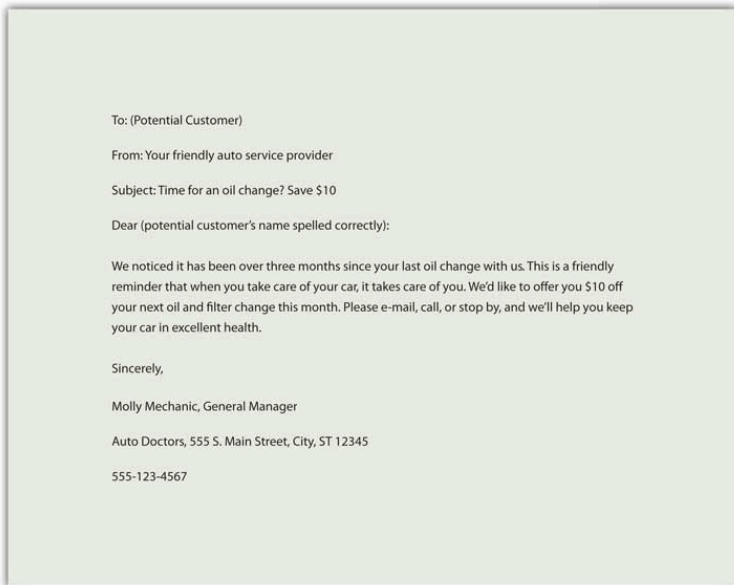 To: (Potential Customer)
From: Your friendly auto service provider
Subject: Time for an oil change? Save $10
Dear (potential customer’s name spelled correctly):
We noticed it has been over three months since your last oil change with us. This is a friendly
reminder that when you take care of your car, it takes care of you. We’d like to offer you $10 off
your next oil and filter change this month. Please e-mail, call, or stop by, and we’ll help you keep
your car in excellent health.
Sincerely,
Molly Mechanic, General Manager
Auto Doctors, 555 S. Main Street, City, ST 12345
555-123-4567